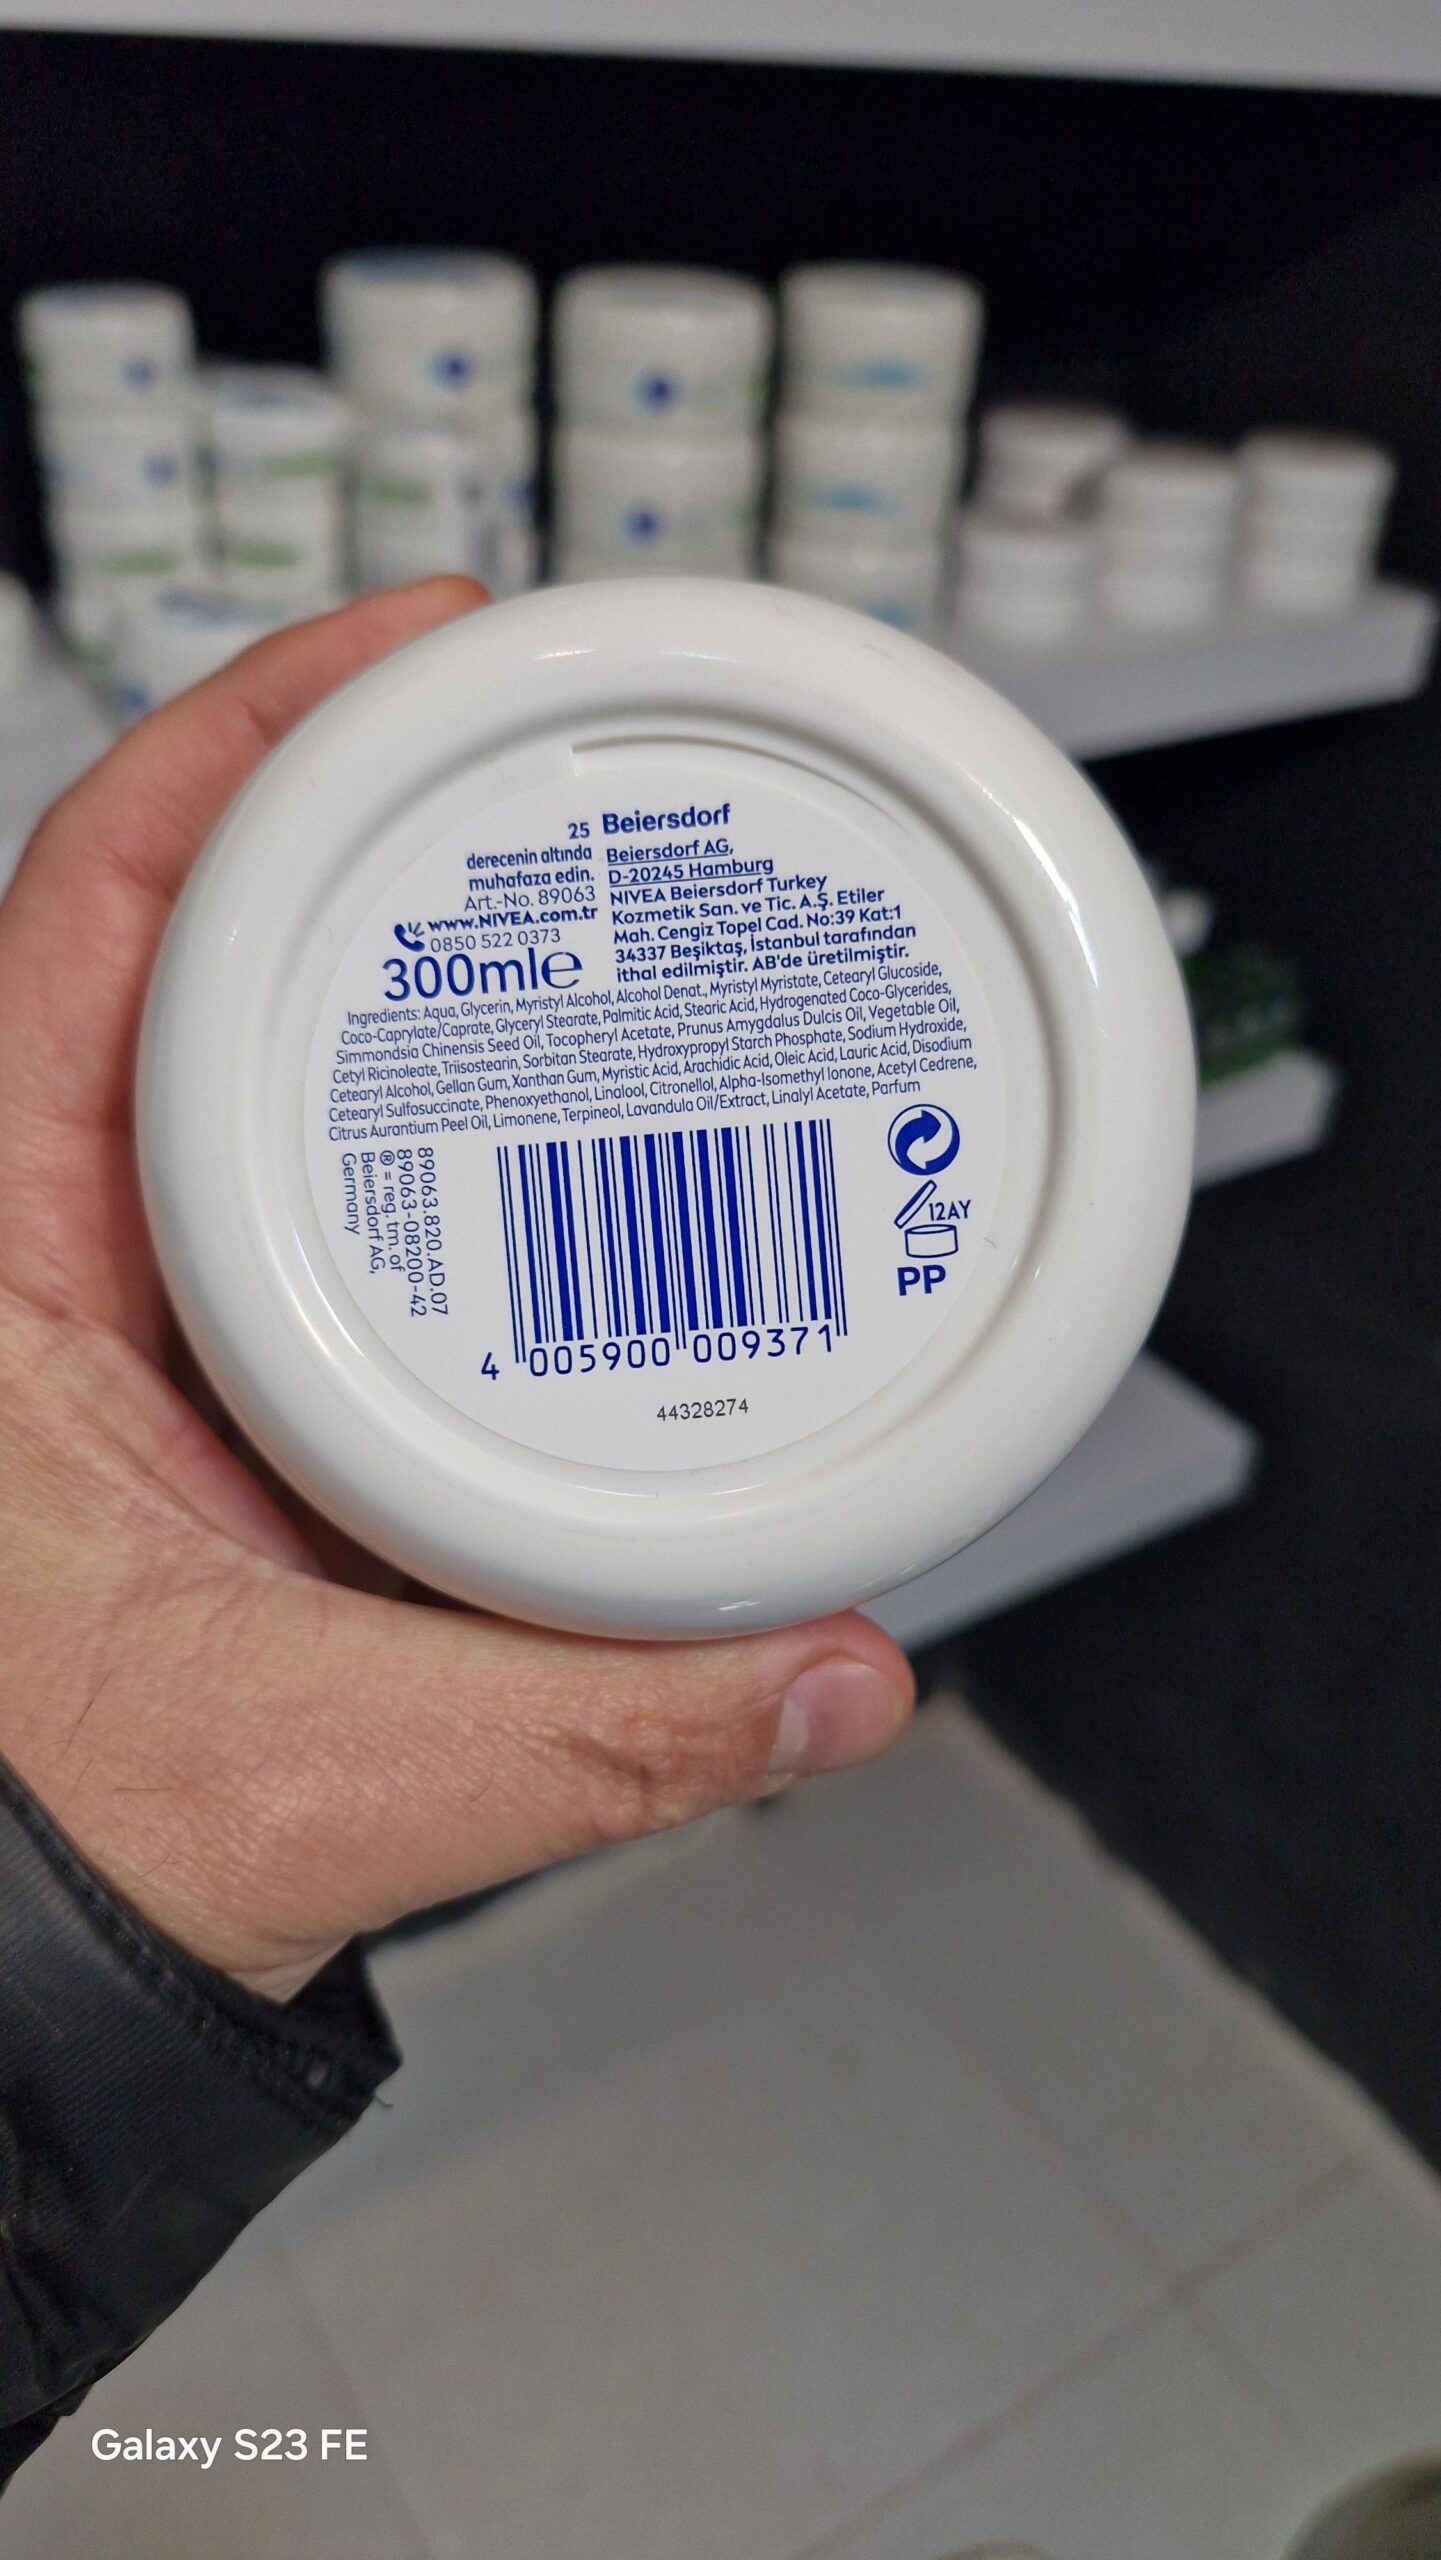 25
derecenin altında
muhafaza edin.
Art.-No. 89063
www.NIVEA.com.tr
0850 522 0373
300ml℮
Beiersdorf
Beiersdorf AG,
D-20245 Hamburg
NIVEA Beiersdorf Turkey
Kozmetik San. ve Tic. A.Ş. Etiler
Mah. Cengiz Topel Cad. No:39 Kat:1
34337 Beşiktaş, İstanbul tarafından
ithal edilmiştir. AB'de üretilmiştir.
Ingredients: Aqua, Glycerin, Myristyl Alcohol, Alcohol Denat., Myristyl Myristate, Cetearyl Glucoside,
Coco-Caprylate/Caprate, Glyceryl Stearate, Palmitic Acid, Stearic Acid, Hydrogenated Coco-Glycerides,
Simmondsia Chinensis Seed Oil, Tocopheryl Acetate, Prunus Amygdalus Dulcis Oil, Vegetable Oil,
Cetyl Ricinoleate, Triisostearin, Sorbitan Stearate, Hydroxypropyl Starch Phosphate, Sodium Hydroxide,
Cetearyl Alcohol, Gellan Gum, Xanthan Gum, Myristic Acid, Arachidic Acid, Oleic Acid, Lauric Acid, Disodium
Cetearyl Sulfosuccinate, Phenoxyethanol, Linalool, Citronellol, Alpha-Isomethyl Ionone, Acetyl Cedrene,
Citrus Aurantium Peel Oil, Limonene, Terpineol, Lavandula Oil/Extract, Linalyl Acetate, Parfum
89063.820.AD.07
89063-08200-42
® = reg. tm. of
Beiersdorf AG,
Germany
12AY
PP
4 005900 009371
44328274
Galaxy S23 FE